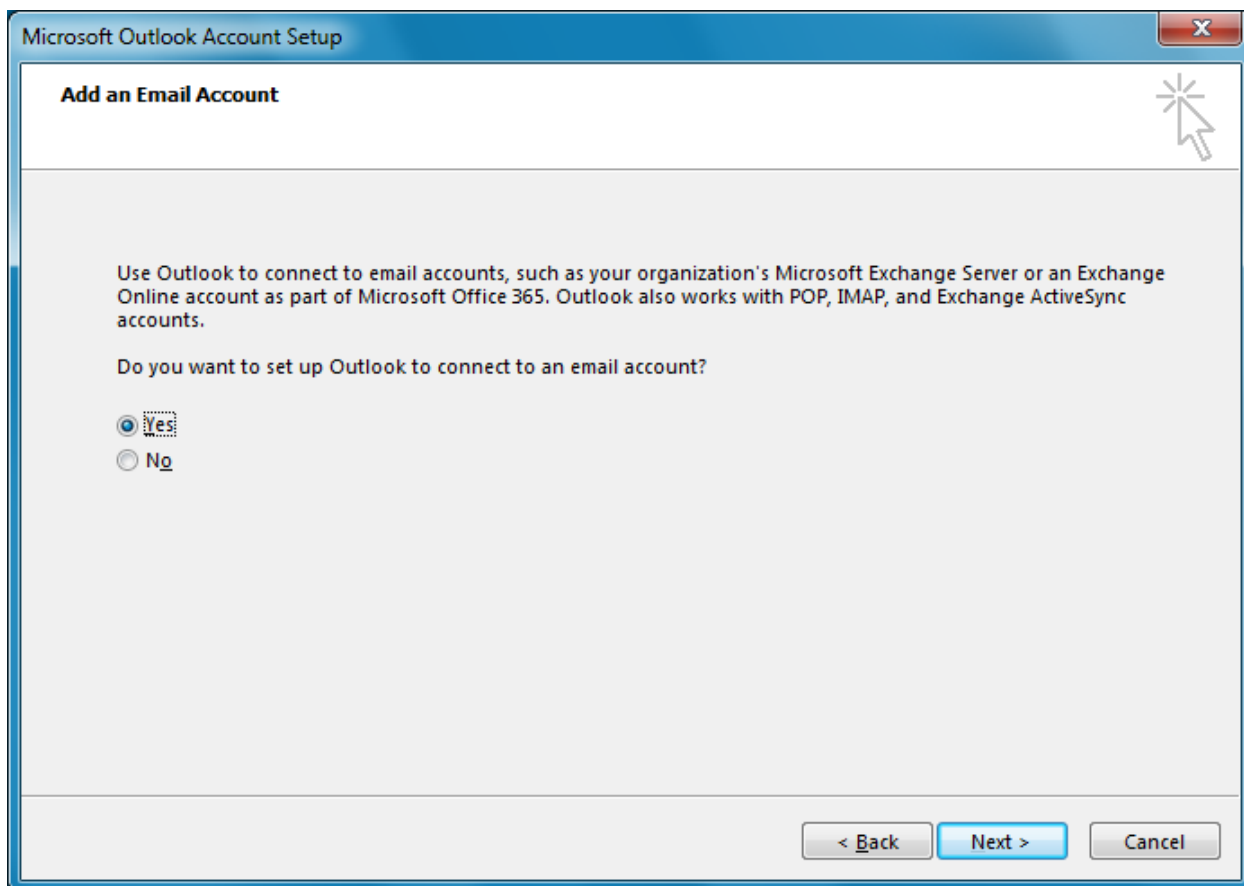 Microsoft Outlook Account Setup
Add an Email Account
Use Outlook to connect to email accounts, such as your organization's Microsoft Exchange Server or an Exchange
Online account as part of Microsoft Office 365. Outlook also works with POP, IMAP, and Exchange ActiveSync
accounts.
Do you want to set up Outlook to connect to an email account?
Yes
No
< Back Next > Cancel